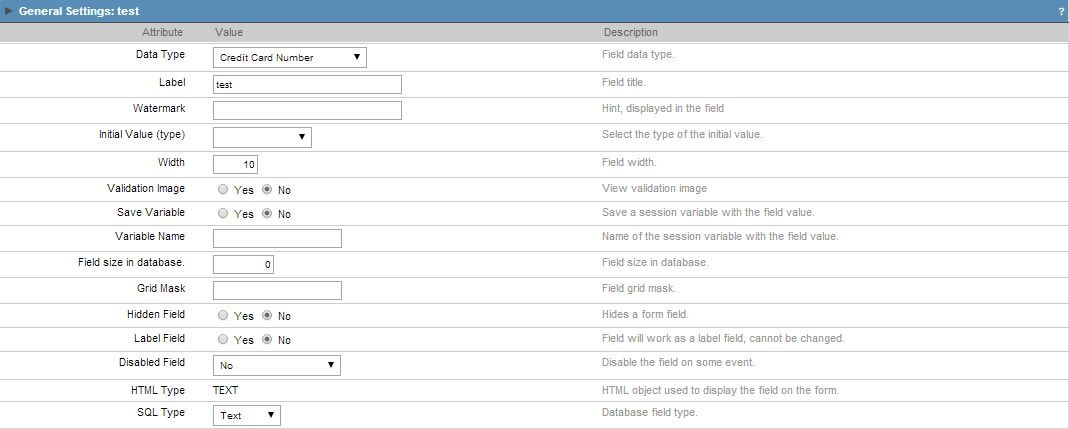 General Settings: test ?
Attribute Value Description
Data Type Credit Card Number Field data type.
Label test Field title.
Watermark Hint, displayed in the field
Initial Value (type) Select the type of the initial value.
Width 10 Field width.
Validation Image Yes No View validation image
Save Variable Yes No Save a session variable with the field value.
Variable Name Name of the session variable with the field value.
Field size in database. 0 Field size in database.
Grid Mask Field grid mask.
Hidden Field Yes No Hides a form field.
Label Field Yes No Field will work as a label field, cannot be changed.
Disabled Field No Disable the field on some event.
HTML Type TEXT HTML object used to display the field on the form.
SQL Type Text Database field type.